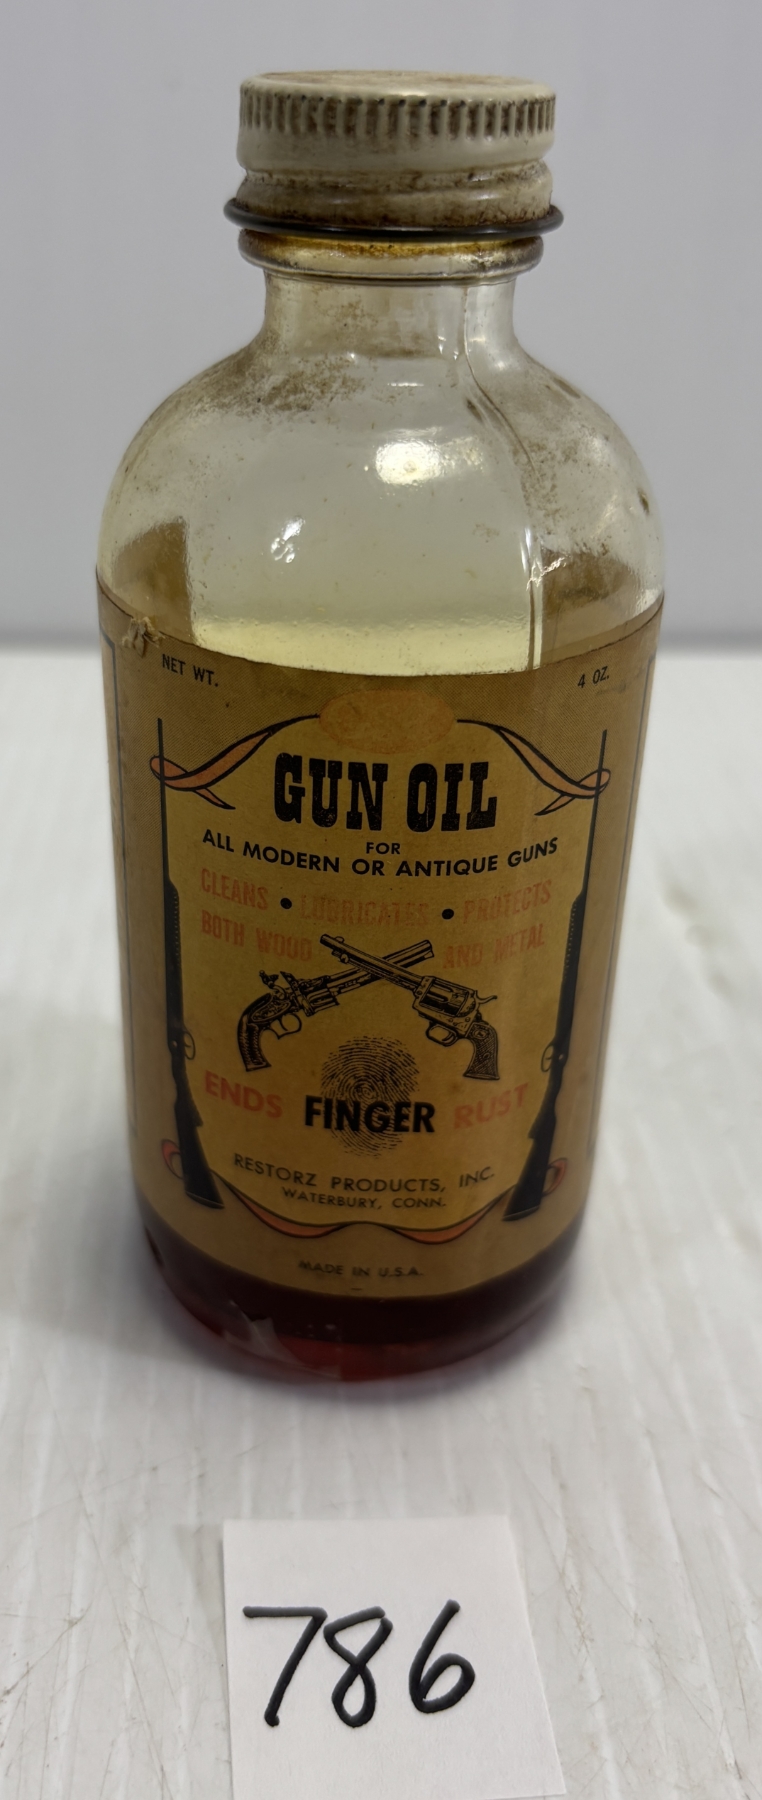 NET WT. 4 OZ.
GUN OIL
FOR
ALL MODERN OR ANTIQUE GUNS
CLEANS • LUBRICATES • PROTECTS
BOTH WOOD AND METAL
ENDS FINGER RUST
RESTORZ PRODUCTS, INC.
WATERBURY, CONN.
MADE IN U.S.A.
786